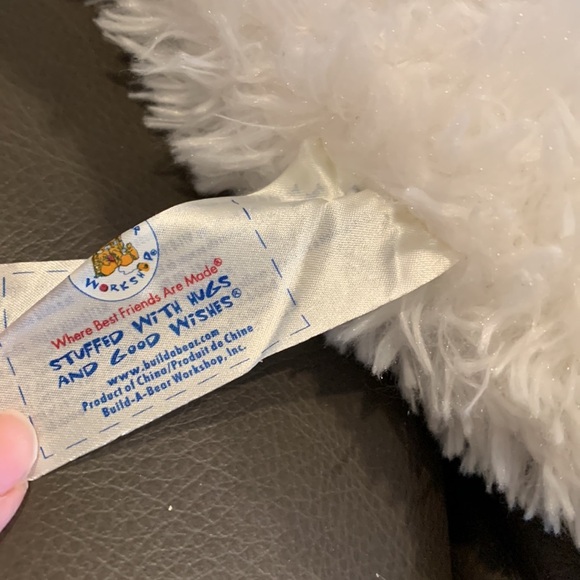 WORKSHOP
Where Best Friends Are Made®
STUFFED WITH HUGS
AND GOOD WISHES®
www.buildabear.com
Product of China/Produit de Chine
Build-A-Bear Workshop, Inc.